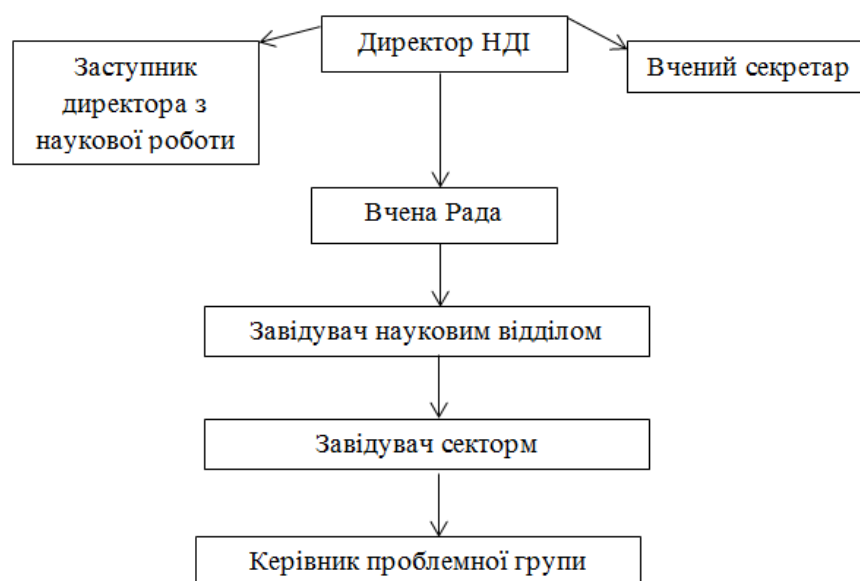 Директор НДІ
Заступник
директора з
наукової роботи
Вчений секретар
Вчена Рада
Завідувач науковим відділом
Завідувач секторм
Керівник проблемної групи